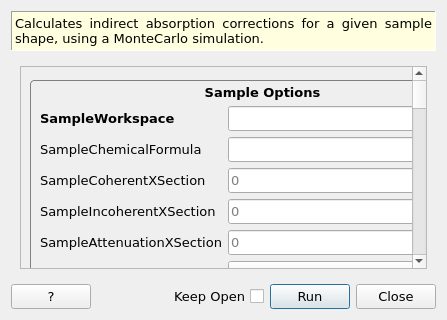 Calculates indirect absorption corrections for a given sample
shape, using a MonteCarlo simulation.
Sample Options
SampleWorkspace
SampleChemicalFormula
SampleCoherentXSection 0
SampleIncoherentXSection 0
SampleAttenuationXSection 0
? Keep Open Run Close